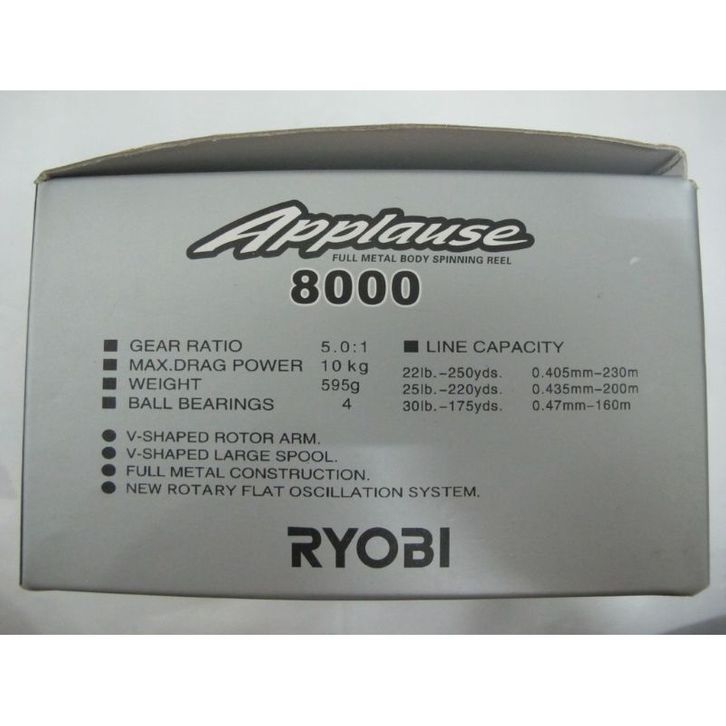 Applause
FULL METAL BODY SPINNING REEL
8000
■ GEAR RATIO 5.0:1
■ MAX.DRAG POWER 10 kg
■ WEIGHT 595g
■ BALL BEARINGS 4
■ LINE CAPACITY
22lb.-250yds. 0.405mm-230m
25lb.-220yds. 0.435mm-200m
30lb.-175yds. 0.47mm-160m
● V-SHAPED ROTOR ARM.
● V-SHAPED LARGE SPOOL.
● FULL METAL CONSTRUCTION.
● NEW ROTARY FLAT OSCILLATION SYSTEM.
RYOBI